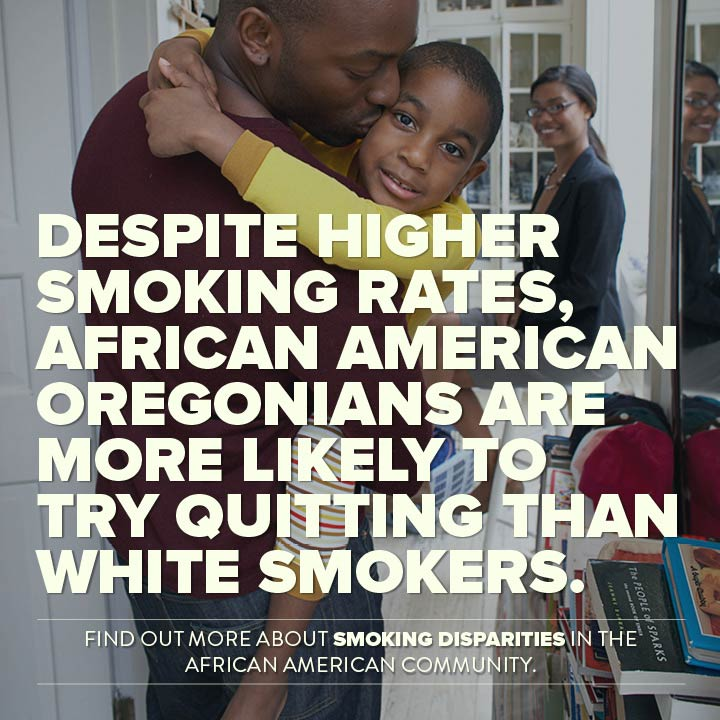 DESPITE HIGHER
SMOKING RATES,
AFRICAN AMERICAN
OREGONIANS ARE
MORE LIKELY TO
TRY QUITTING THAN
WHITE SMOKERS.
FIND OUT MORE ABOUT SMOKING DISPARITIES IN THE
AFRICAN AMERICAN COMMUNITY.
The PEOPLE of SPARKS